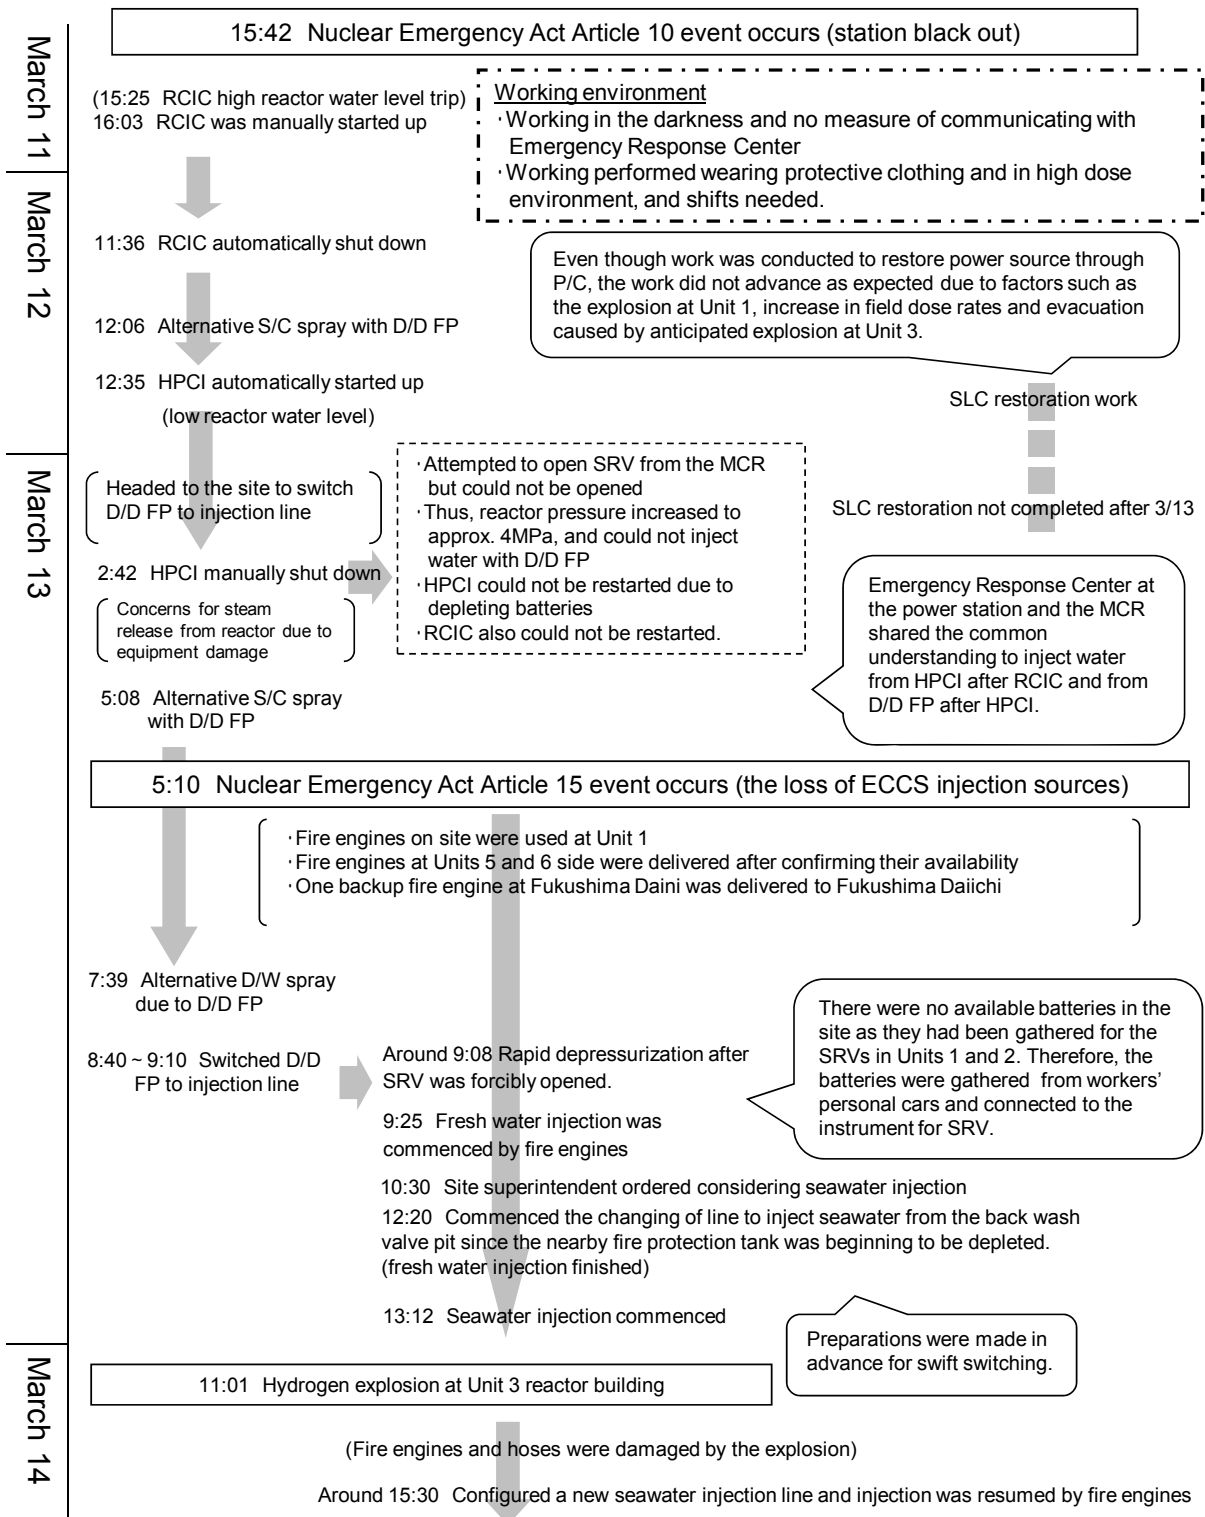 15:42 Nuclear Emergency Act Article 10 event occurs (station black out)
March 11
(15:25 RCIC high reactor water level trip)
16:03 RCIC was manually started up
Working environment
·Working in the darkness and no measure of communicating with
Emergency Response Center
·Working performed wearing protective clothing and in high dose
environment, and shifts needed.
March 12
11:36 RCIC automatically shut down
Even though work was conducted to restore power source through
P/C, the work did not advance as expected due to factors such as
the explosion at Unit 1, increase in field dose rates and evacuation
caused by anticipated explosion at Unit 3.
12:06 Alternative S/C spray with D/D FP
12:35 HPCI automatically started up
(low reactor water level)
SLC restoration work
SLC restoration not completed after 3/13
March 13
Headed to the site to switch
D/D FP to injection line
2:42 HPCI manually shut down
Concerns for steam
release from reactor due to
equipment damage
·Attempted to open SRV from the MCR
but could not be opened
·Thus, reactor pressure increased to
approx. 4MPa, and could not inject
water with D/D FP
·HPCI could not be restarted due to
depleting batteries
·RCIC also could not be restarted.
Emergency Response Center at
the power station and the MCR
shared the common
understanding to inject water
from HPCI after RCIC and from
D/D FP after HPCI.
5:08 Alternative S/C spray
with D/D FP
5:10 Nuclear Emergency Act Article 15 event occurs (the loss of ECCS injection sources)
·Fire engines on site were used at Unit 1
·Fire engines at Units 5 and 6 side were delivered after confirming their availability
·One backup fire engine at Fukushima Daini was delivered to Fukushima Daiichi
7:39 Alternative D/W spray
due to D/D FP
8:40 ~ 9:10 Switched D/D
FP to injection line
Around 9:08 Rapid depressurization after
SRV was forcibly opened.
There were no available batteries in the
site as they had been gathered for the
SRVs in Units 1 and 2. Therefore, the
batteries were gathered from workers'
personal cars and connected to the
instrument for SRV.
9:25 Fresh water injection was
commenced by fire engines
10:30 Site superintendent ordered considering seawater injection
12:20 Commenced the changing of line to inject seawater from the back wash
valve pit since the nearby fire protection tank was beginning to be depleted.
(fresh water injection finished)
13:12 Seawater injection commenced
Preparations were made in
advance for swift switching.
March 14
11:01 Hydrogen explosion at Unit 3 reactor building
(Fire engines and hoses were damaged by the explosion)
Around 15:30 Configured a new seawater injection line and injection was resumed by fire engines